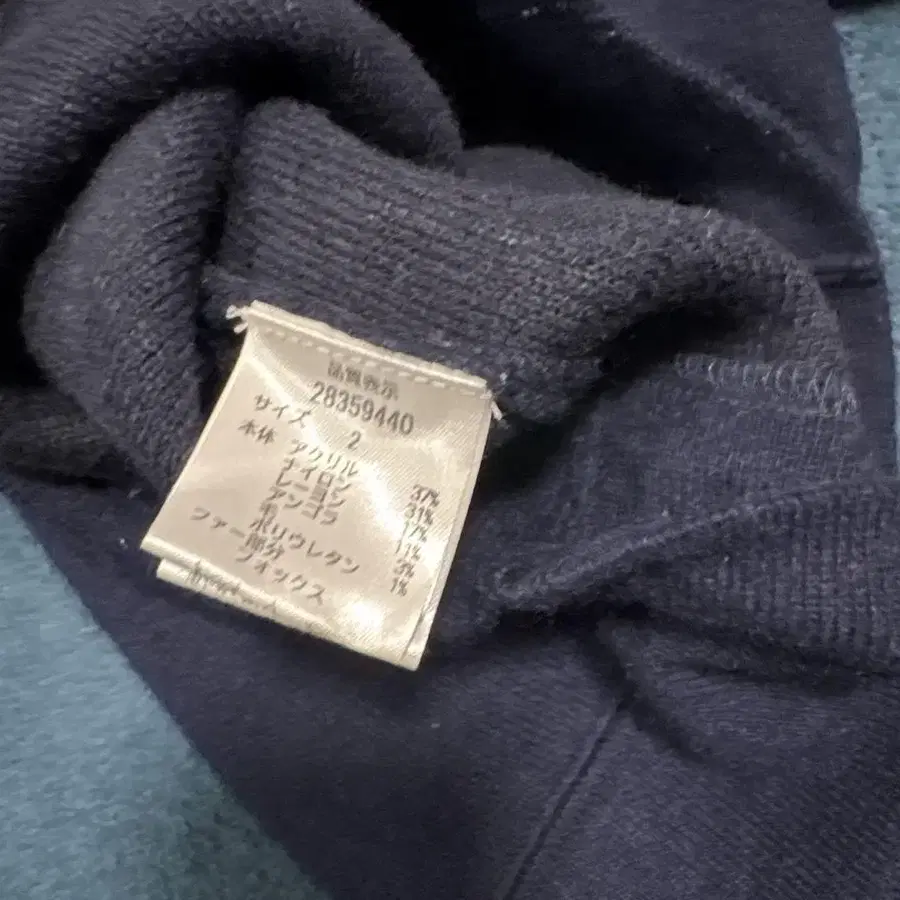 品質表示
28359440
サイズ 2
本体 アクリル 37%
ナイロン 31%
レーヨン 17%
アンゴラ 11%
毛 3%
ポリウレタン 1%
ファー部分
フォックス